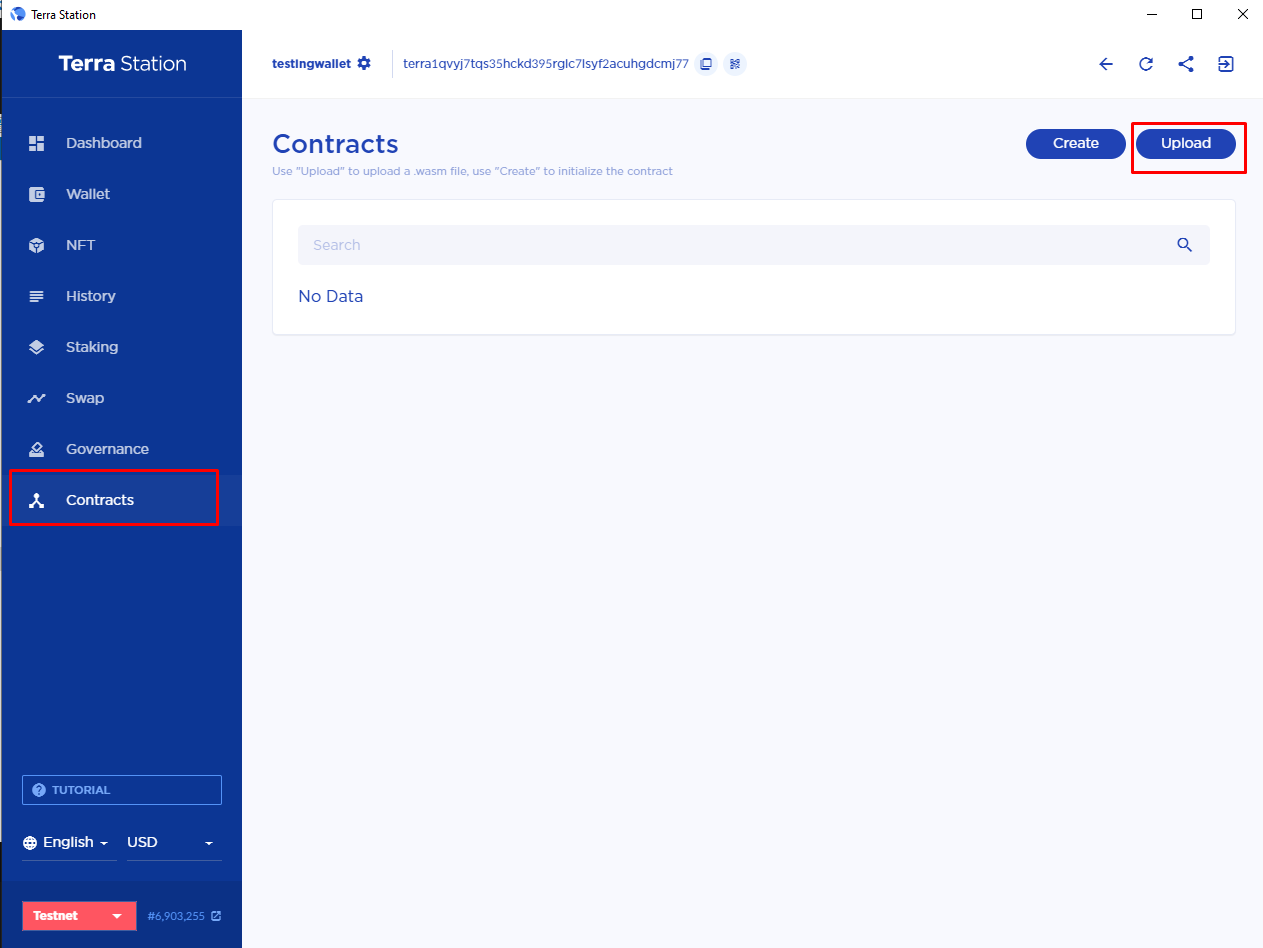 Terra Station
Terra Station
testingwallet
terra1qvyj7tqs35hckd395rglc7lsyf2acuhgdcmj77
Dashboard
Wallet
NFT
History
Staking
Swap
Governance
Contracts
TUTORIAL
English
USD
Testnet
#6,903,255
Contracts
Use "Upload" to upload a .wasm file, use "Create" to initialize the contract
Create
Upload
Search
No Data